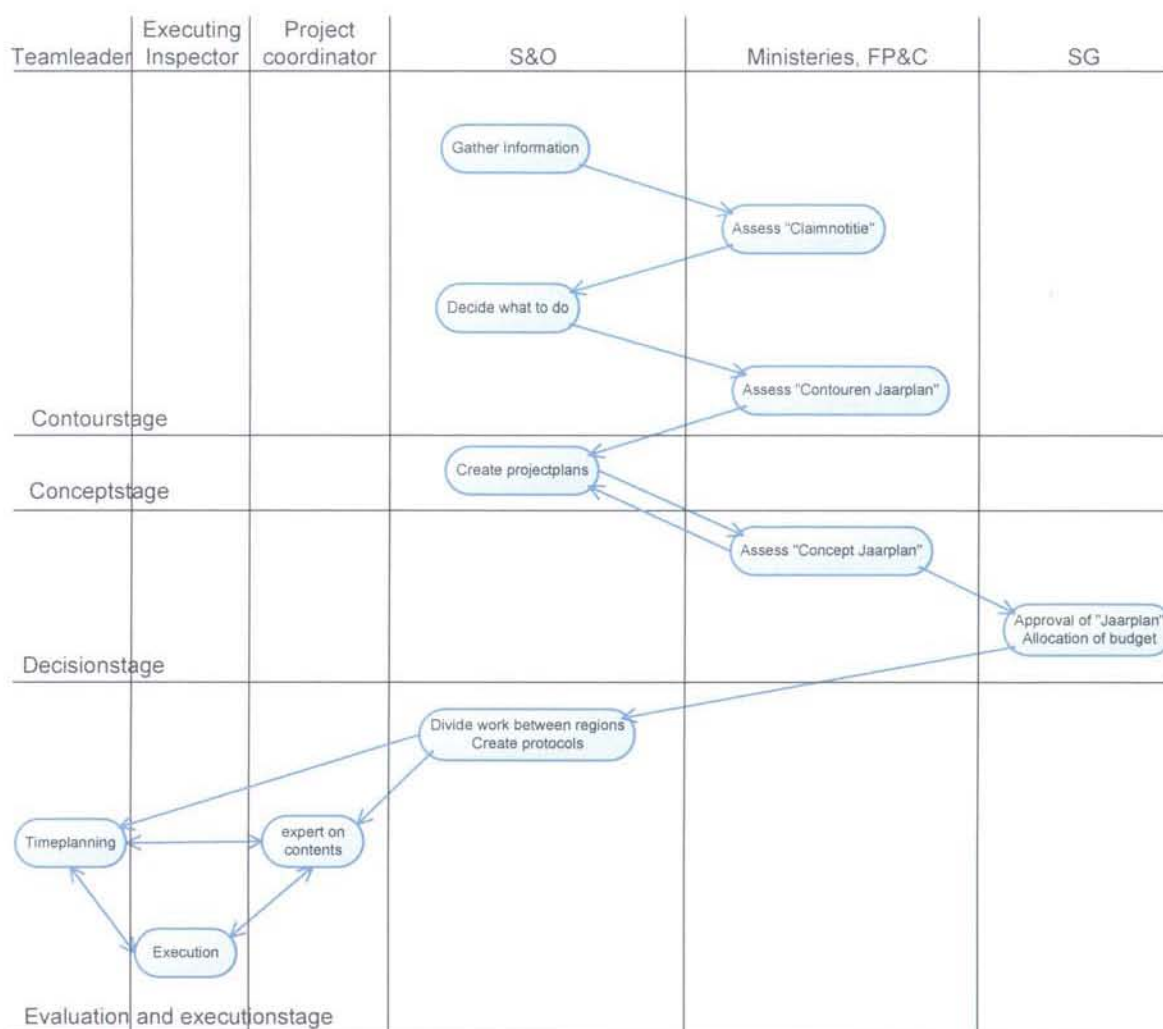 Teamleader
Executing
Inspector
Project
coordinator
S&O
Ministeries, FP&C
SG
Gather information
Assess "Claimnotitie"
Decide what to do
Assess "Contouren Jaarplan"
Contourstage
Create projectplans
Conceptstage
Assess "Concept Jaarplan"
Approval of "Jaarplan"
Allocation of budget
Decisionstage
Divide work between regions
Create protocols
Timeplanning
expert on
contents
Execution
Evaluation and executionstage